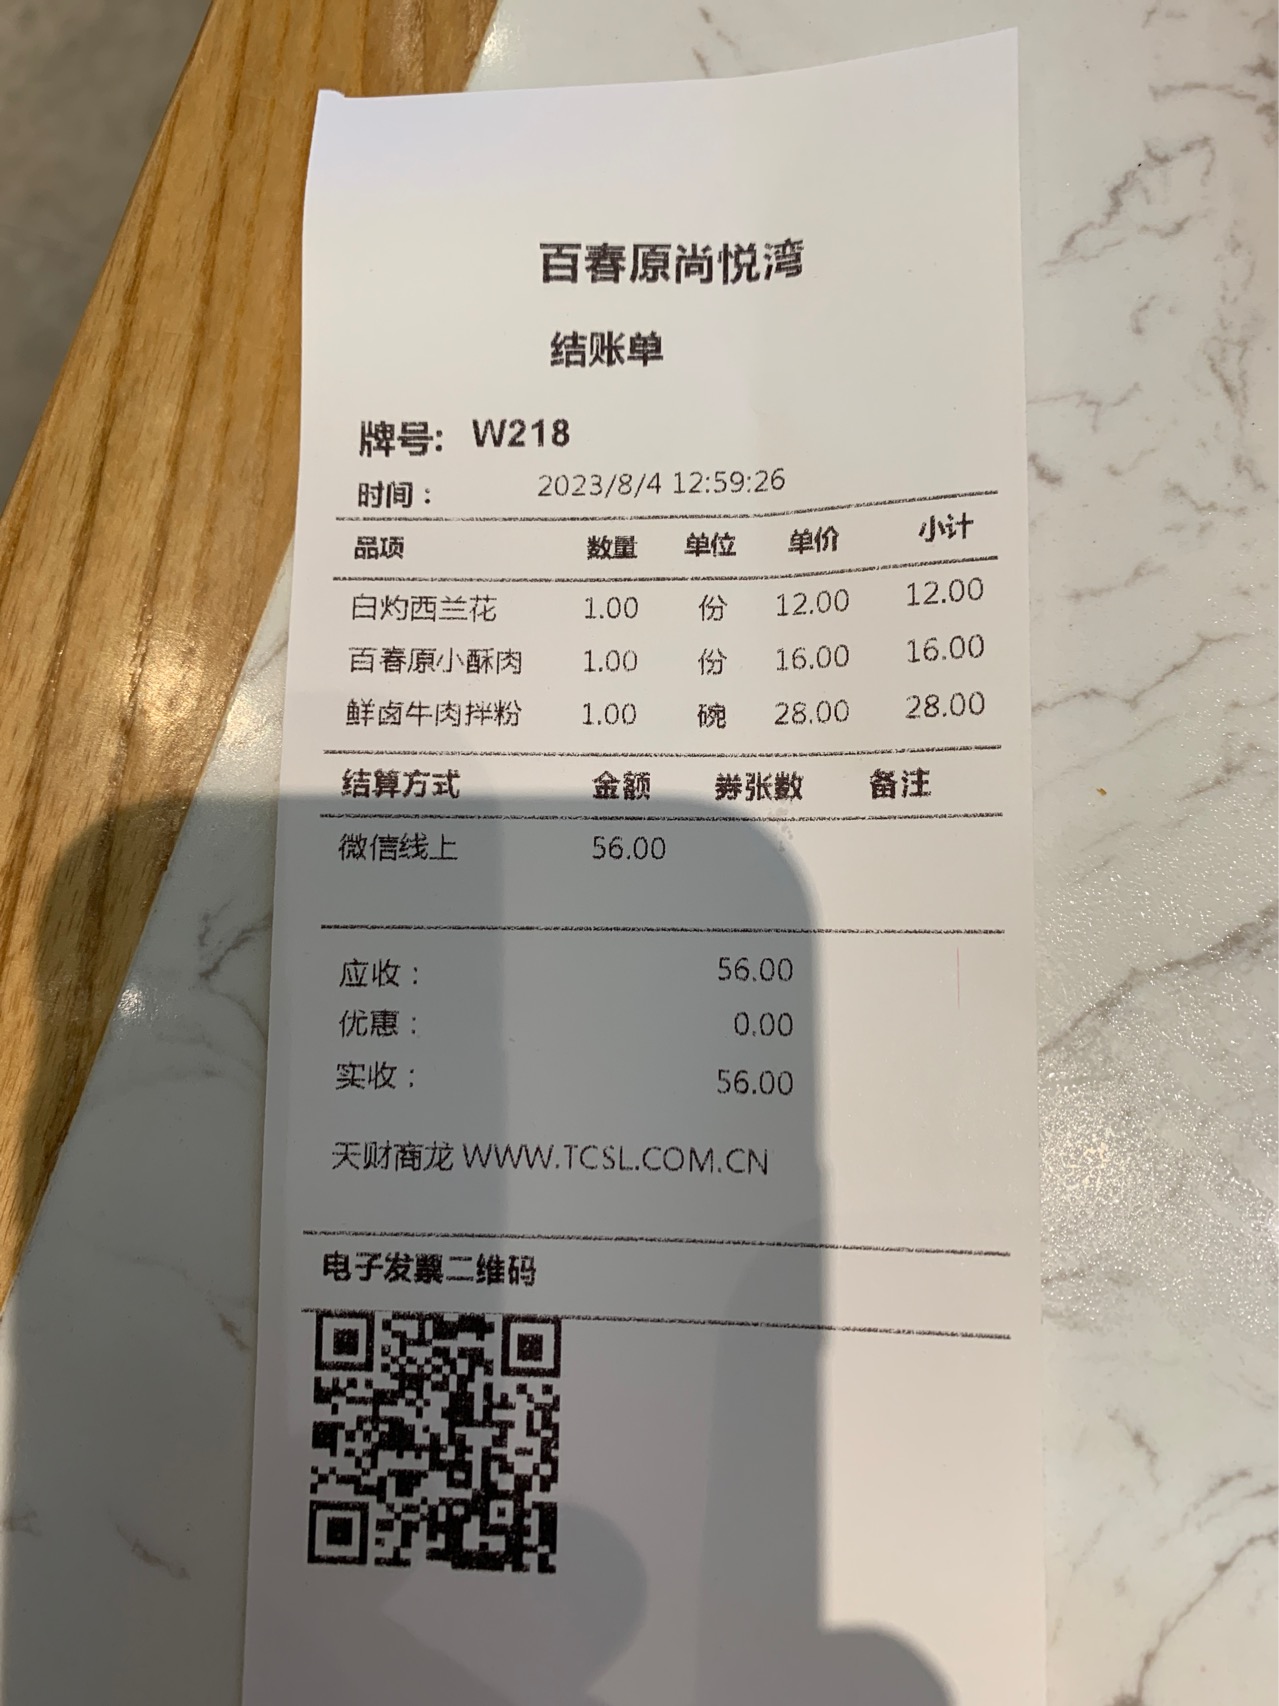 百春原尚悦湾
结账单
牌号: W218
时间： 2023/8/4 12:59:26
品项 数量 单位 单价 小计
白灼西兰花 1.00 份 12.00 12.00
百春原小酥肉 1.00 份 16.00 16.00
鲜卤牛肉拌粉 1.00 碗 28.00 28.00
结算方式 金额 券张数 备注
微信线上 56.00
应收： 56.00
优惠： 0.00
实收： 56.00
天财商龙 WWW.TCSL.COM.CN
电子发票二维码